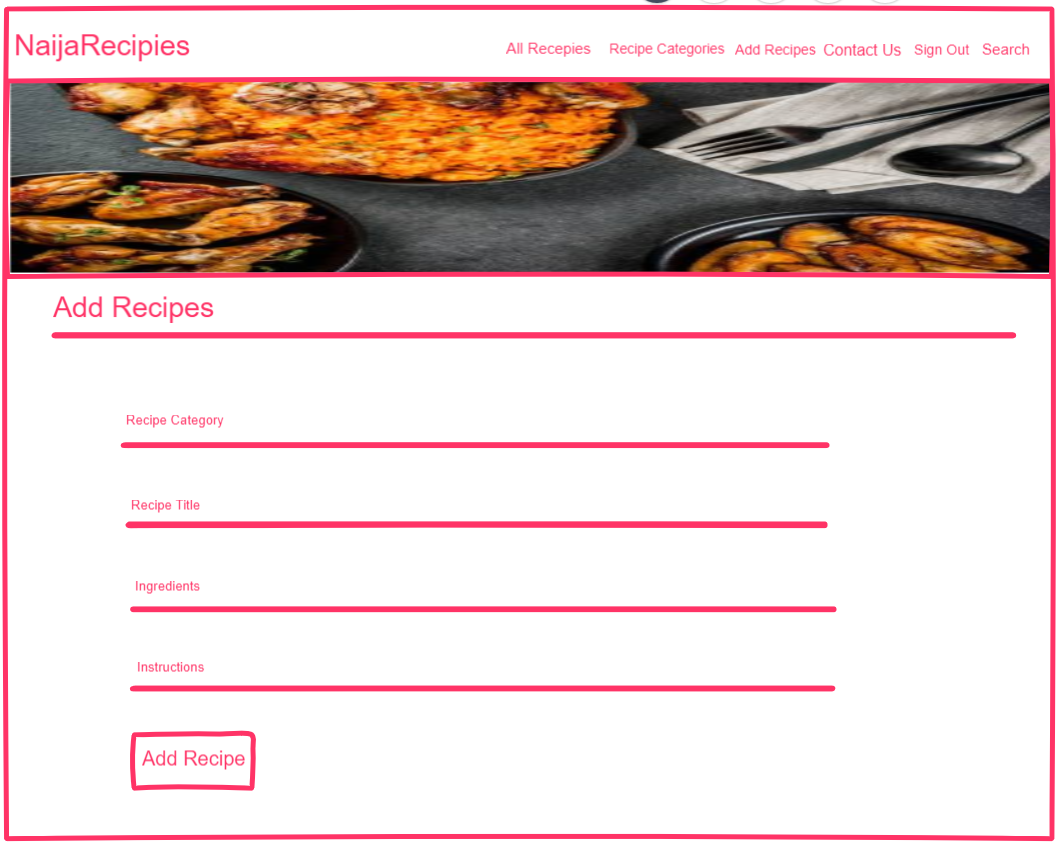 NaijaRecipies
All Recepies Recipe Categories Add Recipes Contact Us Sign Out Search
Add Recipes
Recipe Category
Recipe Title
Ingredients
Instructions
Add Recipe